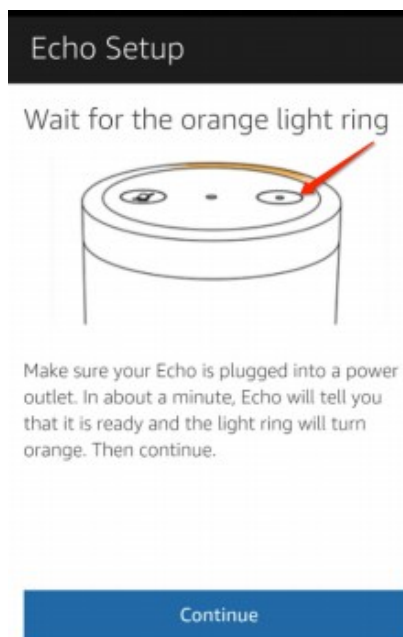 Echo Setup
Wait for the orange light ring
Make sure your Echo is plugged into a power
outlet. In about a minute, Echo will tell you
that it is ready and the light ring will turn
orange. Then continue.
Continue